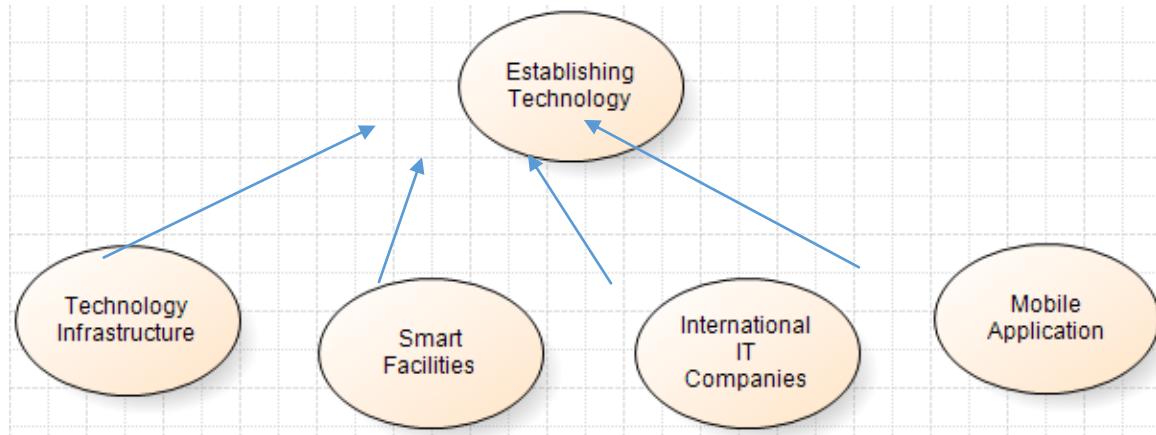 Establishing
Technology
Technology
Infrastructure
Smart
Facilities
International
IT
Companies
Mobile
Application